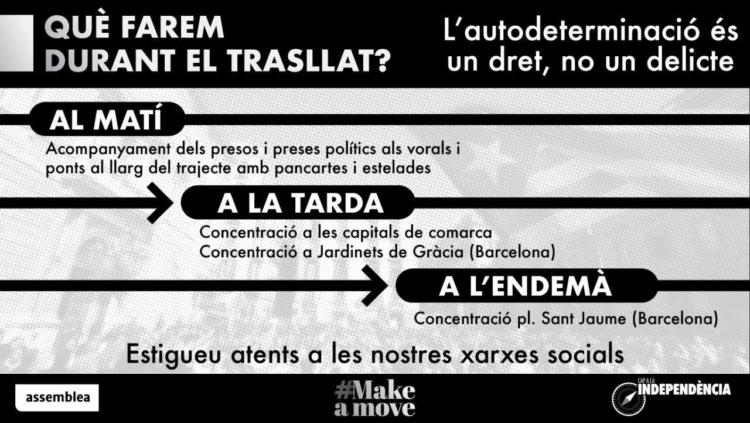 QUÈ FAREM
DURANT EL TRASLLAT?
L'autodeterminació és
un dret, no un delicte
AL MATÍ
Acompanyament dels presos i preses polítics als vorals i
ponts al llarg del trajecte amb pancartes i estelades
A LA TARDA
Concentració a les capitals de comarca
Concentració a Jardinets de Gràcia (Barcelona)
A L'ENDEMÀ
Concentració pl. Sant Jaume (Barcelona)
Estigueu atents a les nostres xarxes socials
assemblea
#Make
a move
CAP A LA
INDEPENDÈNCIA